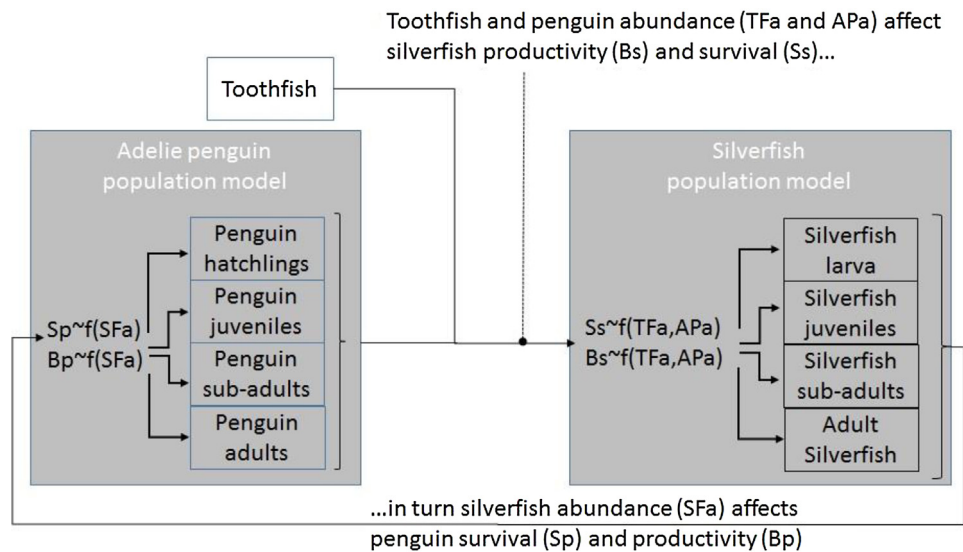 Toothfish and penguin abundance (TFa and APa) affect
silverfish productivity (Bs) and survival (Ss)...
Toothfish
Adelie penguin
population model
Penguin
hatchlings
Penguin
juveniles
Penguin
sub-adults
Penguin
adults
Sp~f(SFa)
Bp~f(SFa)
Silverfish
population model
Ss~f(TFa,APa)
Bs~f(TFa,APa)
Silverfish
larva
Silverfish
juveniles
Silverfish
sub-adults
Adult
Silverfish
...in turn silverfish abundance (SFa) affects
penguin survival (Sp) and productivity (Bp)